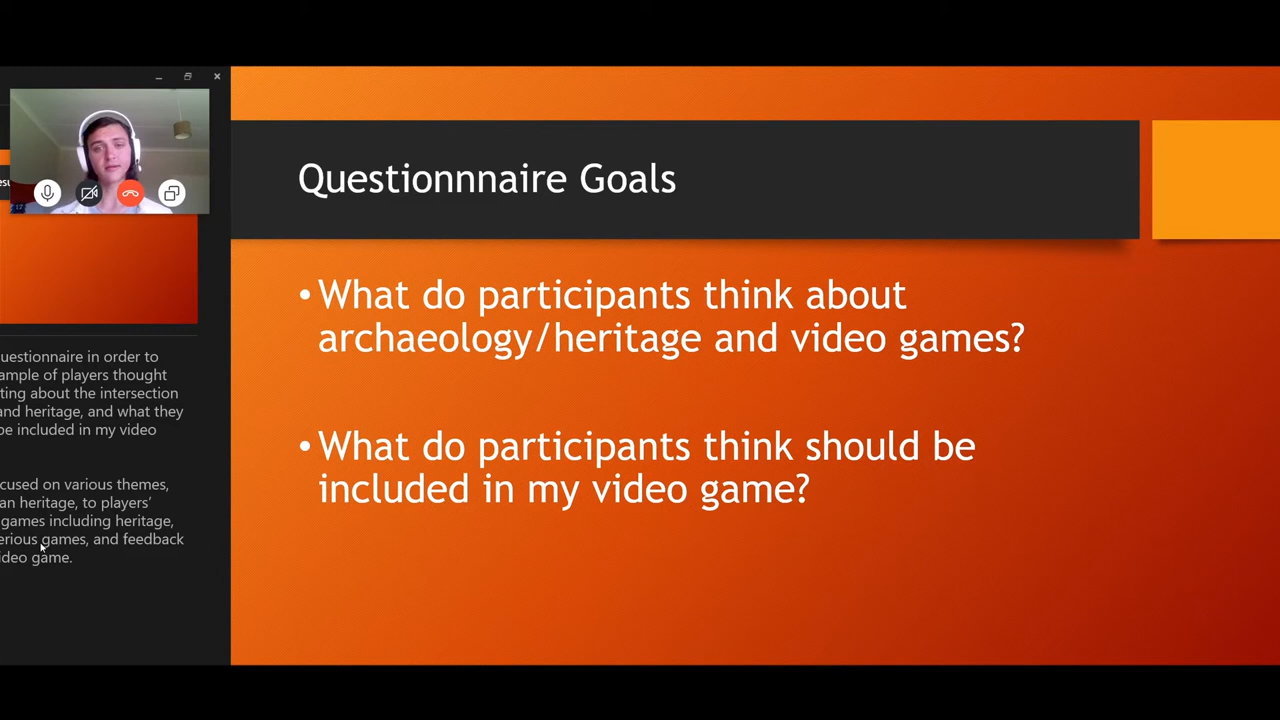 Questionnnaire Goals
•What do participants think about
archaeology/heritage and video games?
•What do participants think should be
included in my video game?
uestionnaire in order to
ample of players thought
ting about the intersection
and heritage, and what they
be included in my video
cused on various themes,
an heritage, to players’
games including heritage,
erious games, and feedback
ideo game.